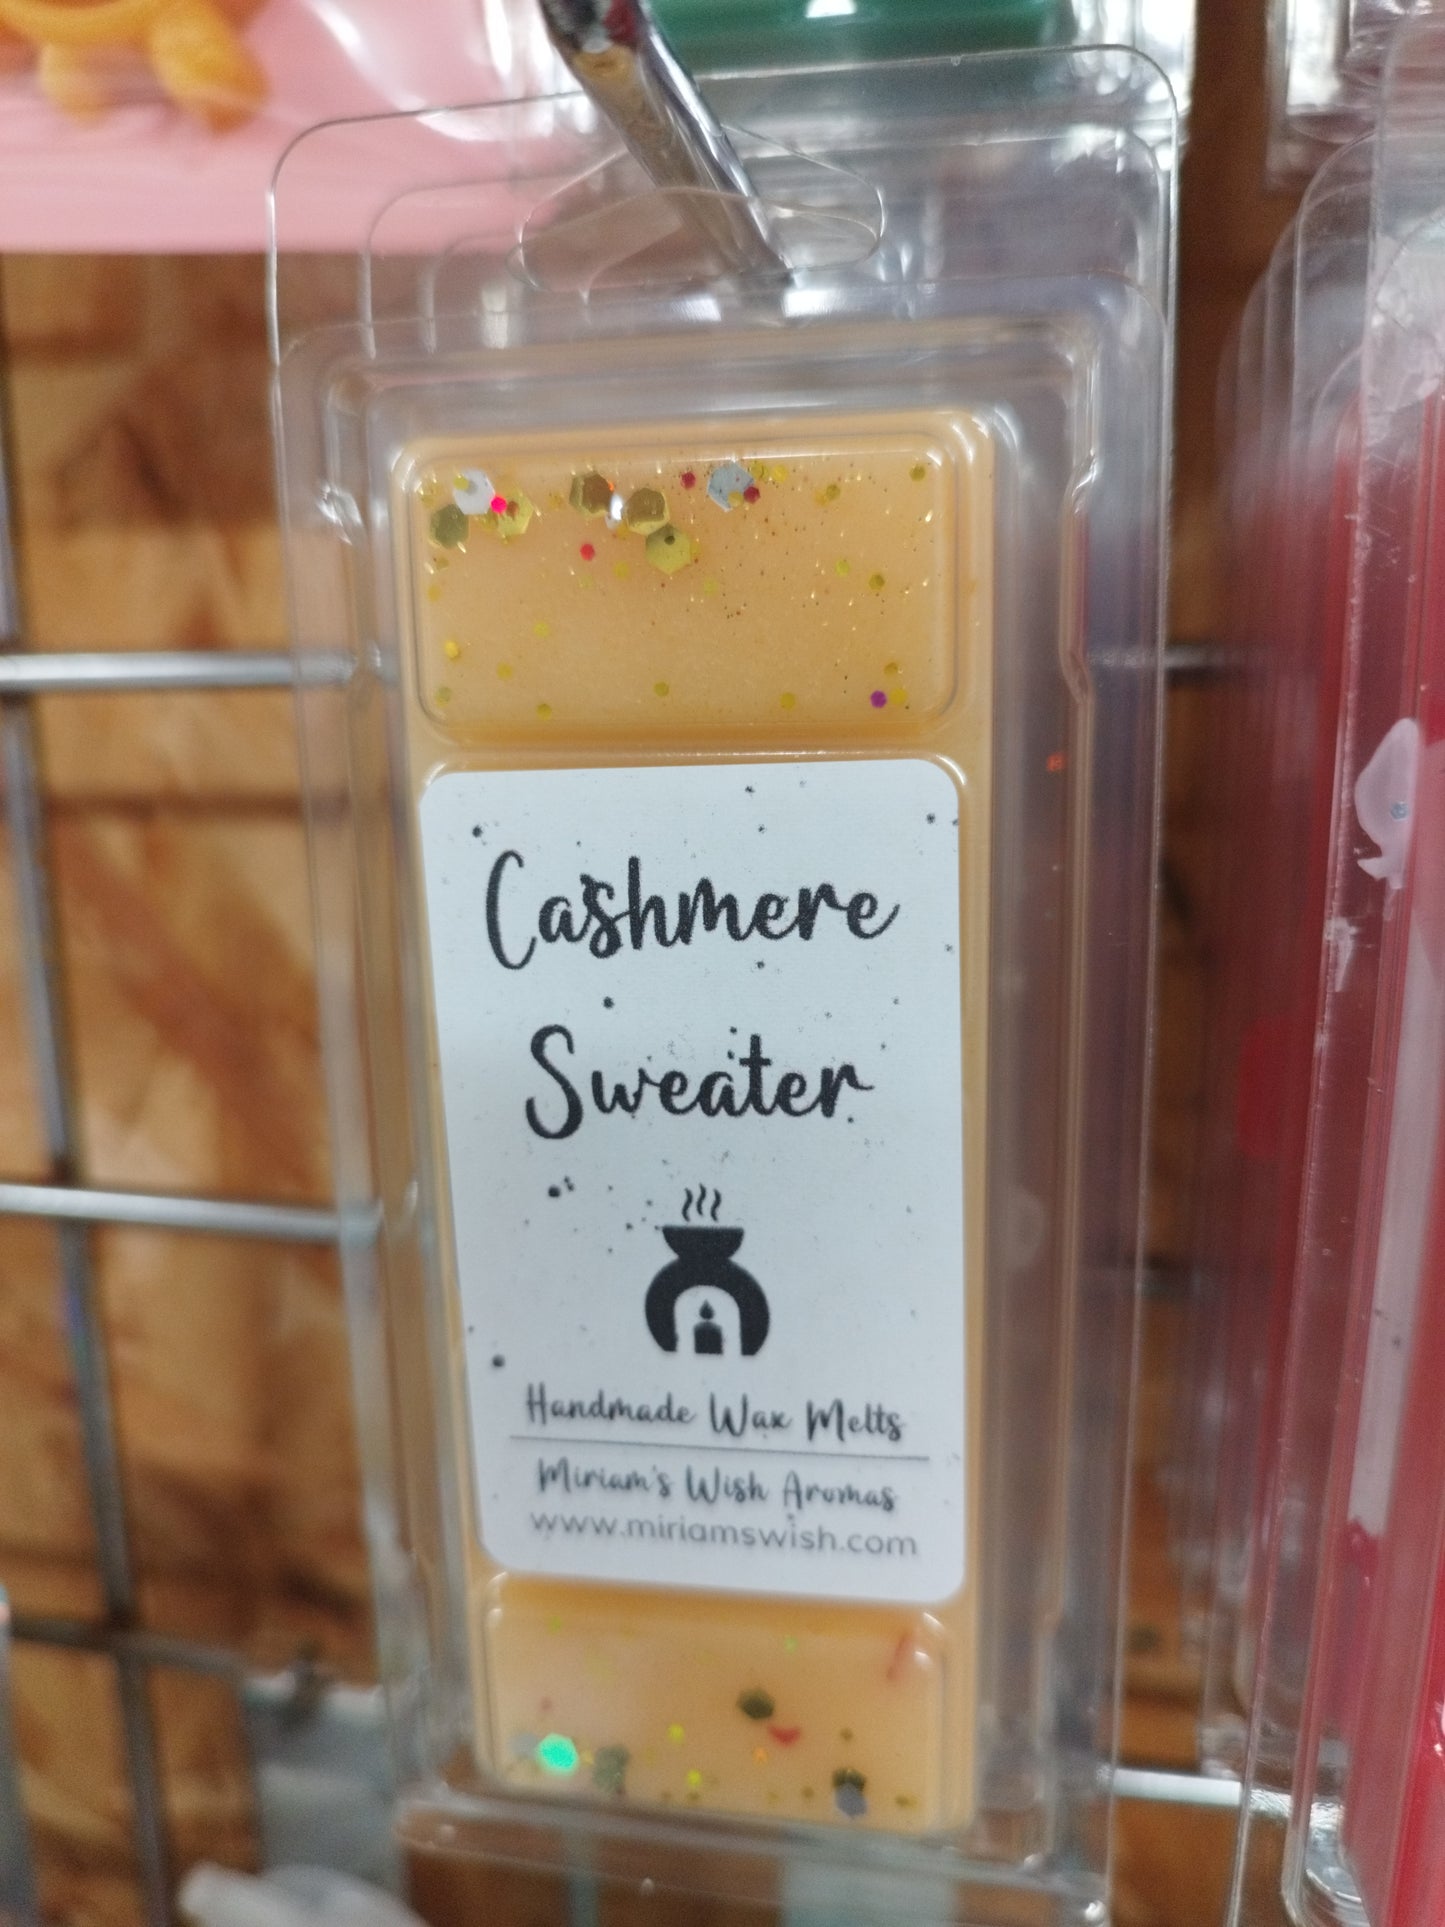 Cashmere
Sweater
Handmade Wax Melts
Miriam's Wish Aromas
www.miriamswish.com